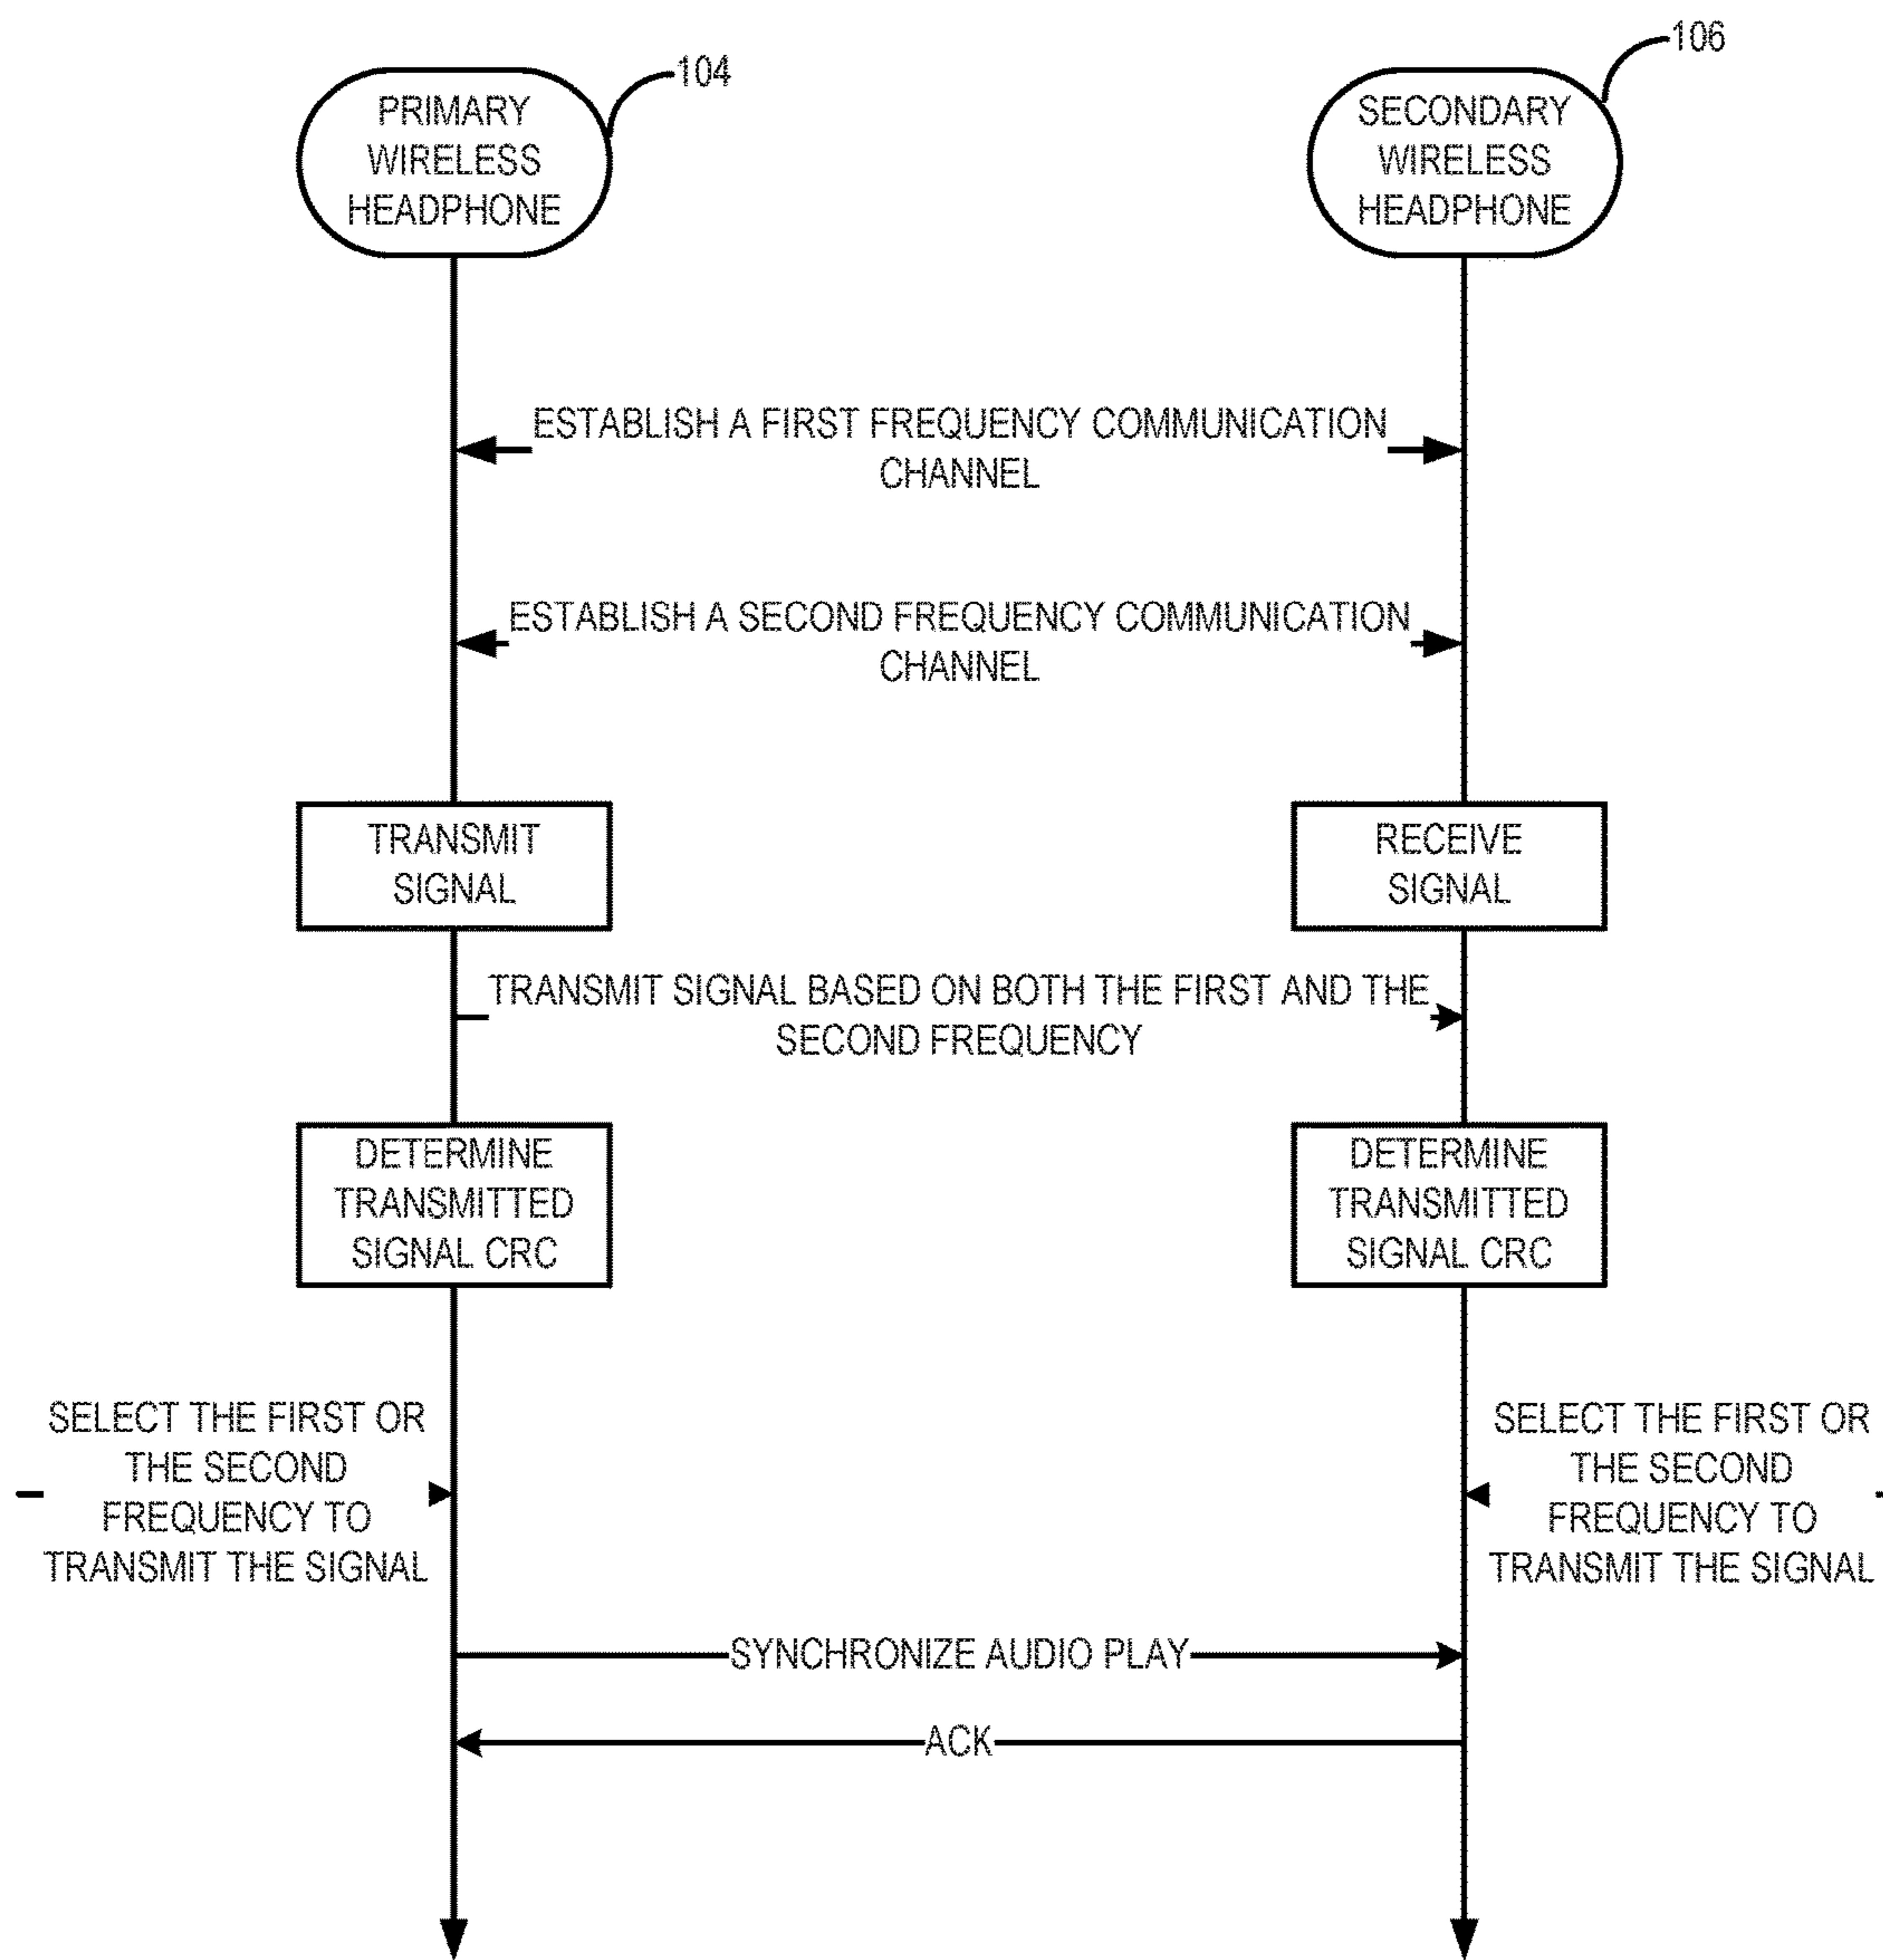 104
PRIMARY
WIRELESS
HEADPHONE
106
SECONDARY
WIRELESS
HEADPHONE
ESTABLISH A FIRST FREQUENCY COMMUNICATION
CHANNEL
ESTABLISH A SECOND FREQUENCY COMMUNICATION
CHANNEL
TRANSMIT
SIGNAL
RECEIVE
SIGNAL
TRANSMIT SIGNAL BASED ON BOTH THE FIRST AND THE
SECOND FREQUENCY
DETERMINE
TRANSMITTED
SIGNAL CRC
DETERMINE
TRANSMITTED
SIGNAL CRC
SELECT THE FIRST OR
THE SECOND
FREQUENCY TO
TRANSMIT THE SIGNAL
SELECT THE FIRST OR
THE SECOND
FREQUENCY TO
TRANSMIT THE SIGNAL
SYNCHRONIZE AUDIO PLAY
ACK